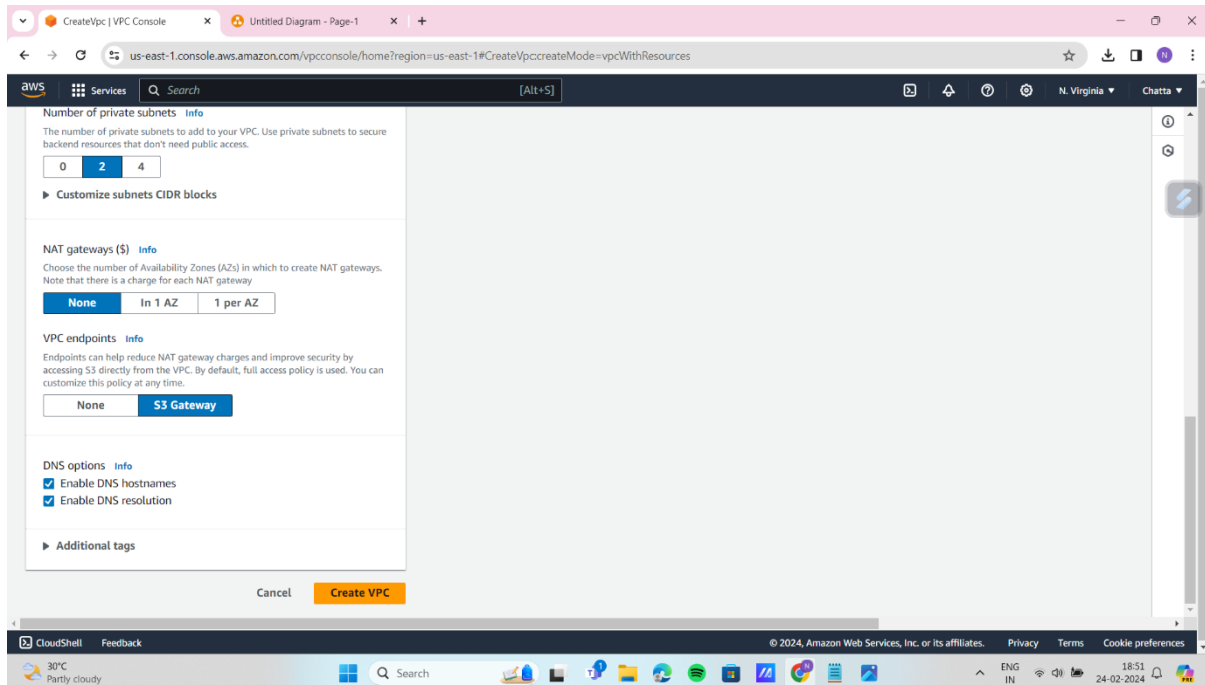 CreateVpc | VPC Console
Untitled Diagram - Page-1
us-east-1.console.aws.amazon.com/vpcconsole/home?region=us-east-1#CreateVpc:createMode=vpcWithResources
N
aws Services Search [Alt+S] N. Virginia Chatta
Number of private subnets Info
The number of private subnets to add to your VPC. Use private subnets to secure
backend resources that don't need public access.
0 2 4
Customize subnets CIDR blocks
NAT gateways ($) Info
Choose the number of Availability Zones (AZs) in which to create NAT gateways.
Note that there is a charge for each NAT gateway
None In 1 AZ 1 per AZ
VPC endpoints Info
Endpoints can help reduce NAT gateway charges and improve security by
accessing S3 directly from the VPC. By default, full access policy is used. You can
customize this policy at any time.
None S3 Gateway
DNS options Info
Enable DNS hostnames
Enable DNS resolution
Additional tags
Cancel Create VPC
CloudShell Feedback © 2024, Amazon Web Services, Inc. or its affiliates. Privacy Terms Cookie preferences
30°C
Partly cloudy
Search
ENG
IN
18:51
24-02-2024